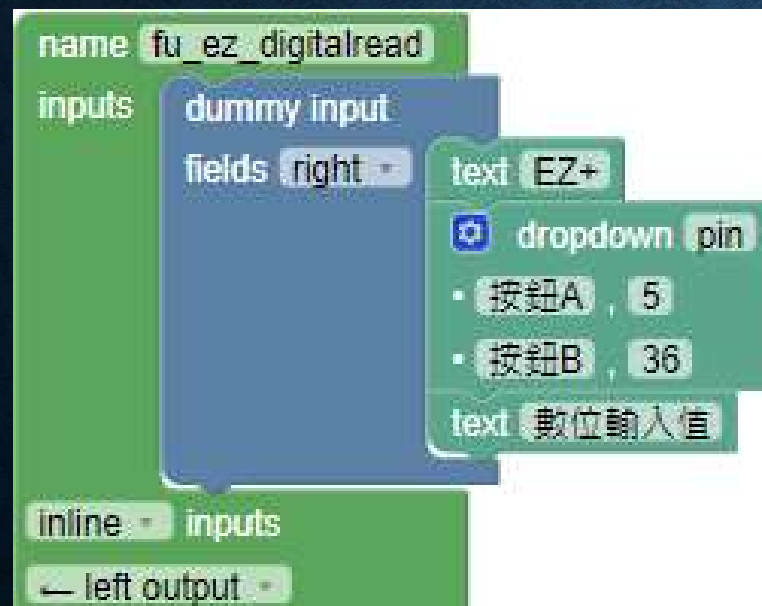 name fu_ez_digitalread
inputs dummy input
fields right text EZ+
dropdown pin
按鈕A , 5
按鈕B , 36
text 數位輸入值
inline inputs
← left output